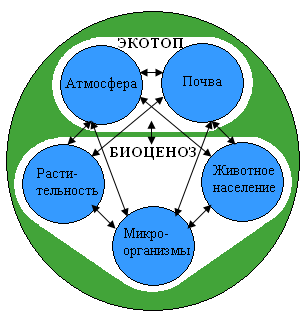 ЭКОТОП
Атмосфера
Почва
БИОЦЕНОЗ
Расти-
тельность
Животное
население
Микро-
организмы